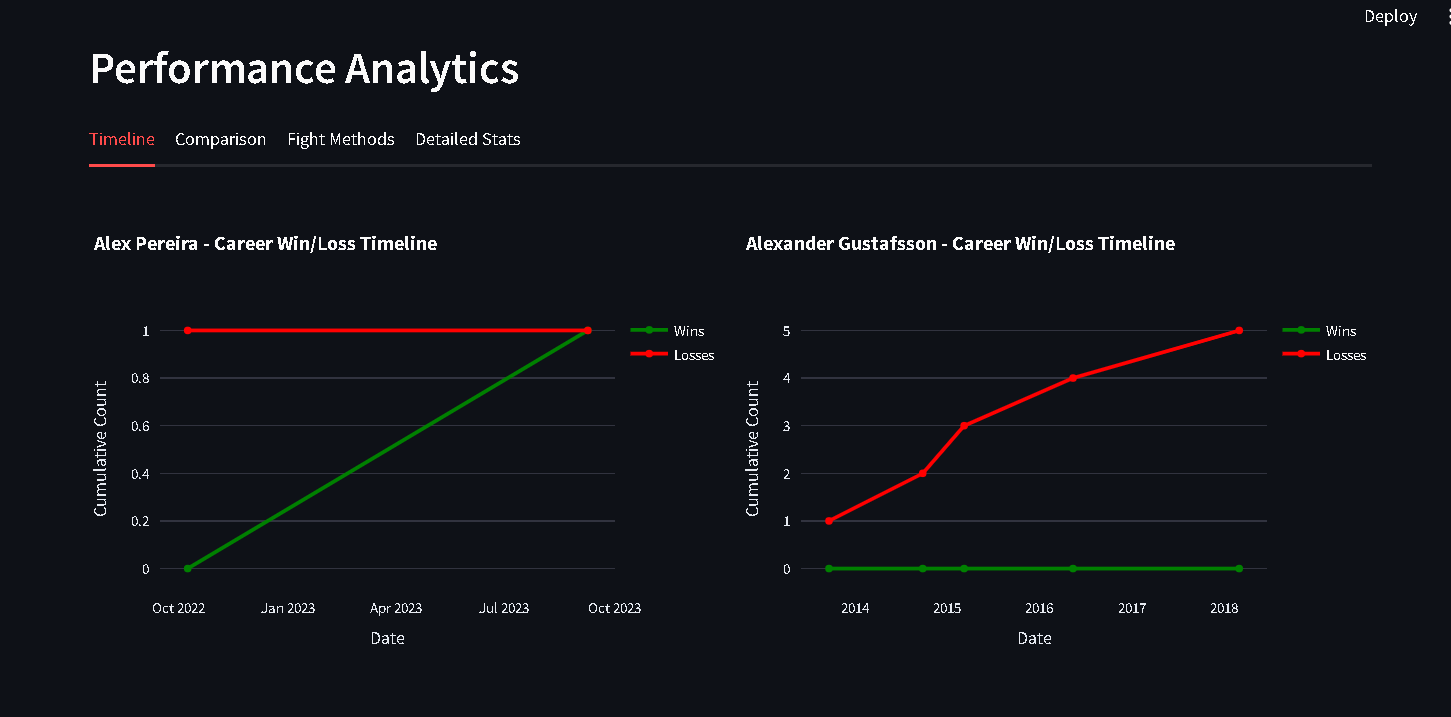 Deploy
Performance Analytics
Timeline Comparison Fight Methods Detailed Stats
Alex Pereira - Career Win/Loss Timeline
1
0.8
0.6
0.4
0.2
0
Cumulative Count
Oct 2022 Jan 2023 Apr 2023 Jul 2023 Oct 2023
Date
Wins
Losses
Alexander Gustafsson - Career Win/Loss Timeline
5
4
3
2
1
0
Cumulative Count
2014 2015 2016 2017 2018
Date
Wins
Losses